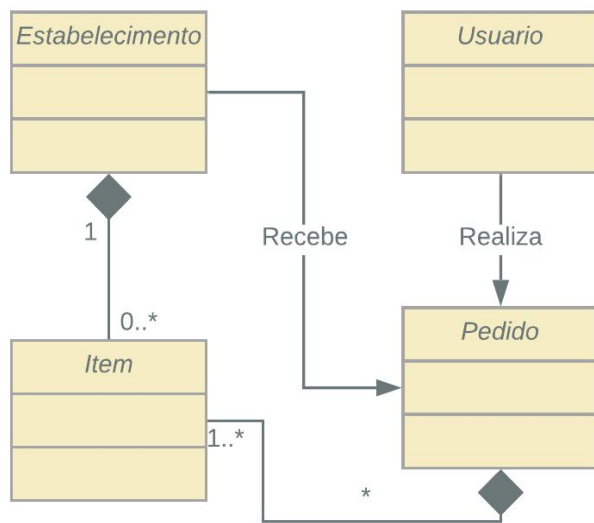 Estabelecimento
Usuario
1
Recebe
Realiza
0..*
Item
Pedido
1..*
*